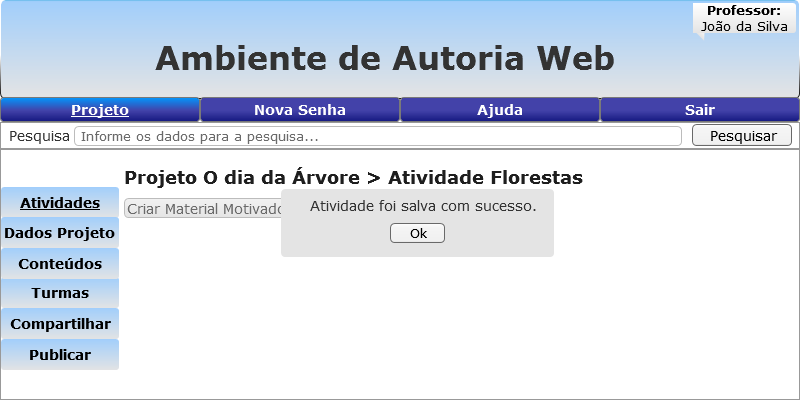 Professor:
João da Silva
Ambiente de Autoria Web
Projeto Nova Senha Ajuda Sair
Pesquisa Informe os dados para a pesquisa... Pesquisar
Projeto O dia da Árvore > Atividade Florestas
Atividades
Criar Material
Atividade foi salva com sucesso.
Ok
Dados Projeto
Conteúdos
Turmas
Compartilhar
Publicar